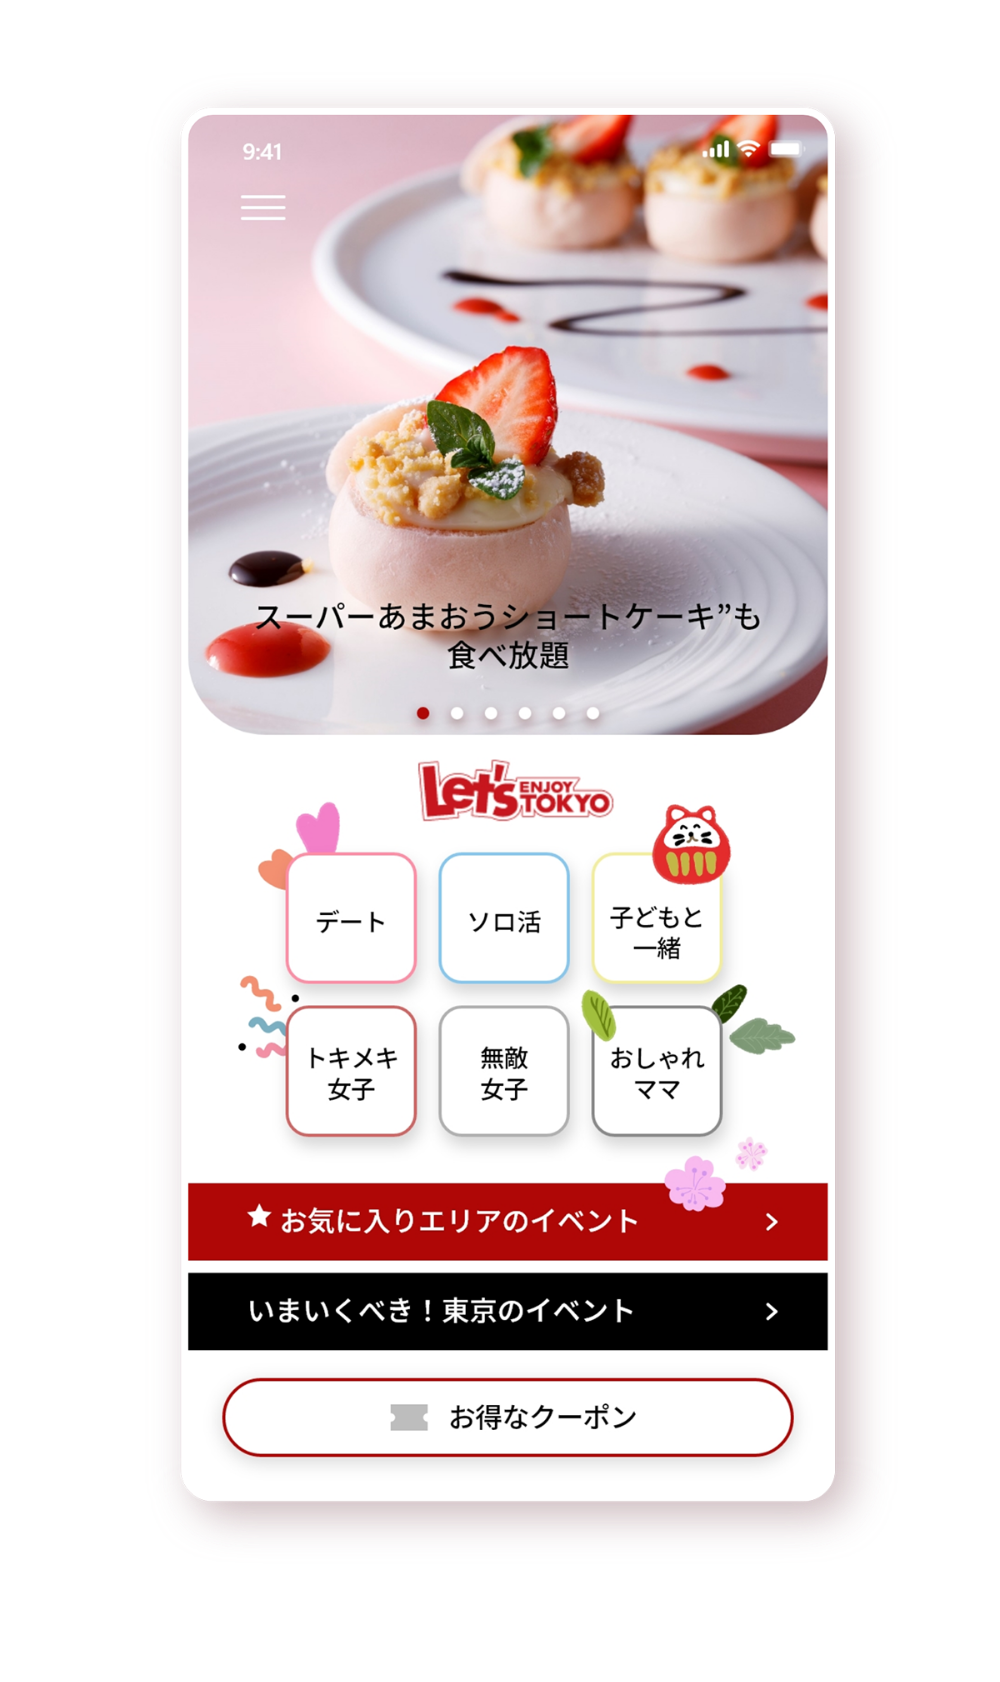 9:41
スーパーあまおうショートケーキ”も
食べ放題
Let's ENJOY TOKYO
デート
ソロ活
子どもと
一緒
トキメキ
女子
無敵
女子
おしゃれ
ママ
お気に入りエリアのイベント
いまいくべき！東京のイベント
お得なクーポン